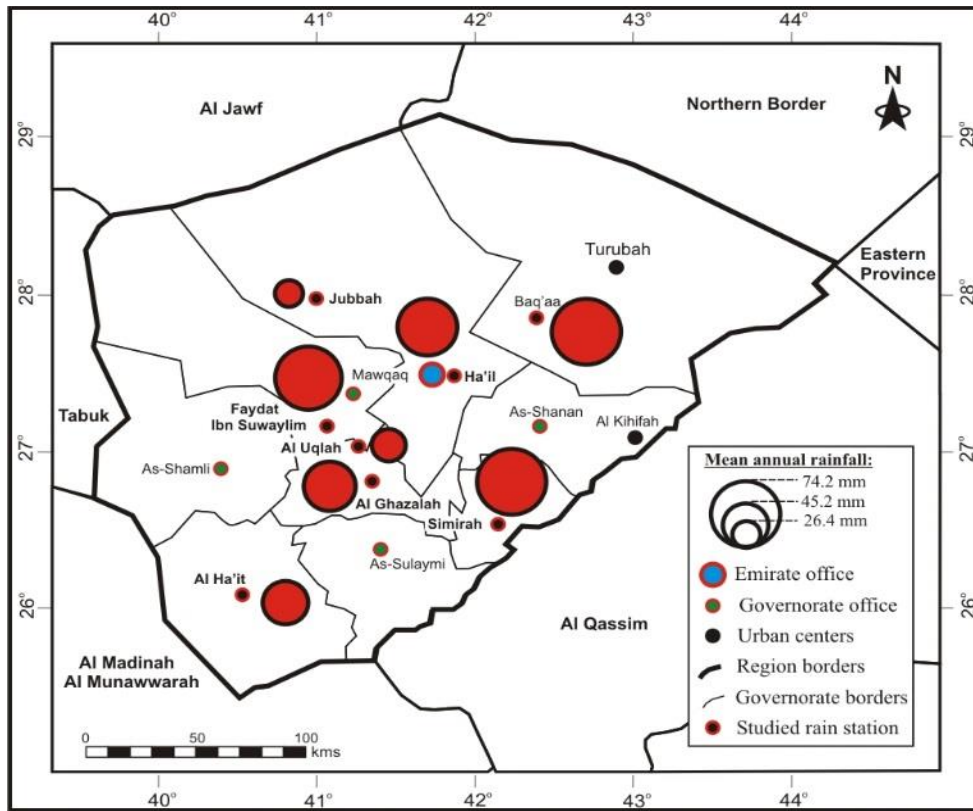 40°
41°
42°
43°
44°
N
Al Jawf
Northern Border
29°
29°
Turubah
Eastern
Province
28°
28°
Jubbah
Baq'aa
Mawqaq
Ha'il
Tabuk
Faydat
Ibn Suwaylim
As-Shanan
Al Kihifah
27°
27°
Al Uqlah
As-Shamli
Al Ghazalah
Simirah
Mean annual rainfall:
74.2 mm
45.2 mm
26.4 mm
As-Sulaymi
Emirate office
Al Ha'it
Governorate office
26°
26°
Al Qassim
Urban centers
Al Madinah
Al Munawwarah
Region borders
Governorate borders
Studied rain station
0
50
100
kms
40°
41°
42°
43°
44°